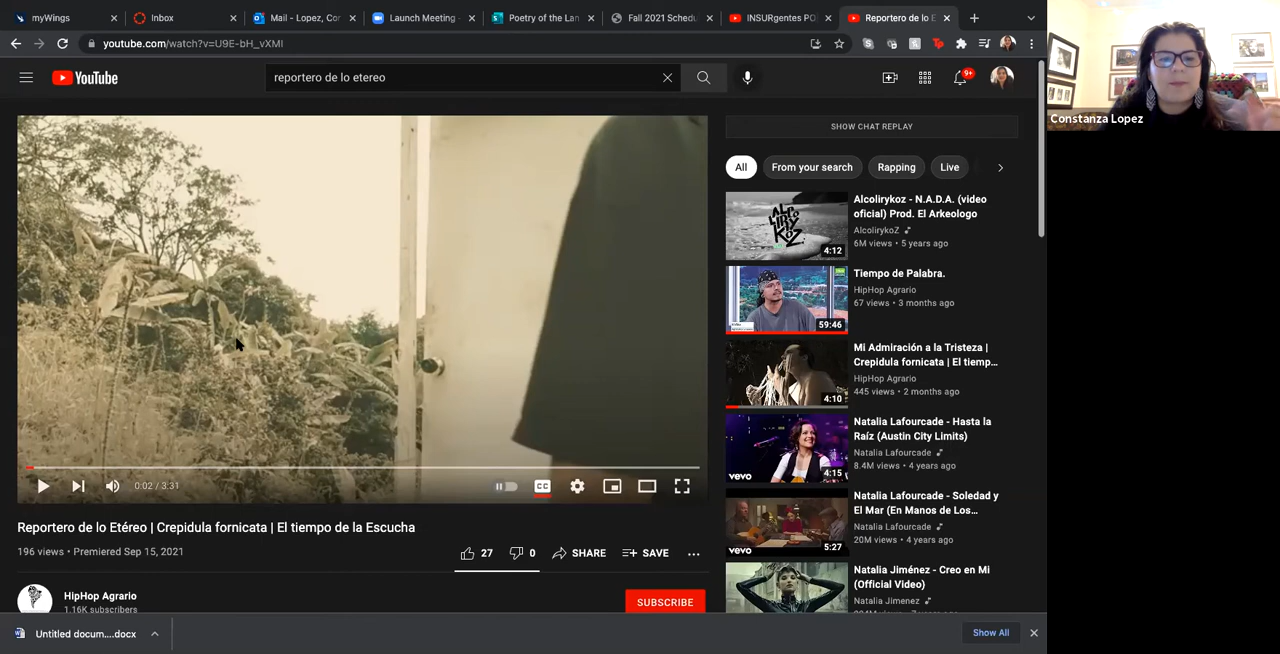 myWings
Inbox
Mail - Lopez, Cor
Launch Meeting -
Poetry of the Lan
Fall 2021 Schedu
INSURgentes PO
Reportero de lo E
youtube.com/watch?v=U9E-bH_vXMI
YouTube
reportero de lo etereo
9+
Constanza Lopez
SHOW CHAT REPLAY
All
From your search
Rapping
Live
Alcolirykoz - N.A.D.A. (video
oficial) Prod. El Arkeologo
AlcolirykoZ
6M views • 5 years ago
ALCO
LIRY
KOZ
4:12
Tiempo de Palabra.
HipHop Agrario
67 views • 3 months ago
59:46
Mi Admiración a la Tristeza |
Crepidula fornicata | El tiemp...
HipHop Agrario
445 views • 2 months ago
4:10
Natalia Lafourcade - Hasta la
Raíz (Austin City Limits)
Natalia Lafourcade
8.4M views • 4 years ago
vevo
4:15
Natalia Lafourcade - Soledad y
El Mar (En Manos de Los...
Natalia Lafourcade
20M views • 4 years ago
vevo
5:27
Natalia Jiménez - Creo en Mi
(Official Video)
Natalia Jimenez
0:02 / 3:31
CC
Reportero de lo Etéreo | Crepidula fornicata | El tiempo de la Escucha
196 views • Premiered Sep 15, 2021
27
0
SHARE
SAVE
HipHop Agrario
1.16K subscribers
SUBSCRIBE
Untitled docum....docx
Show All